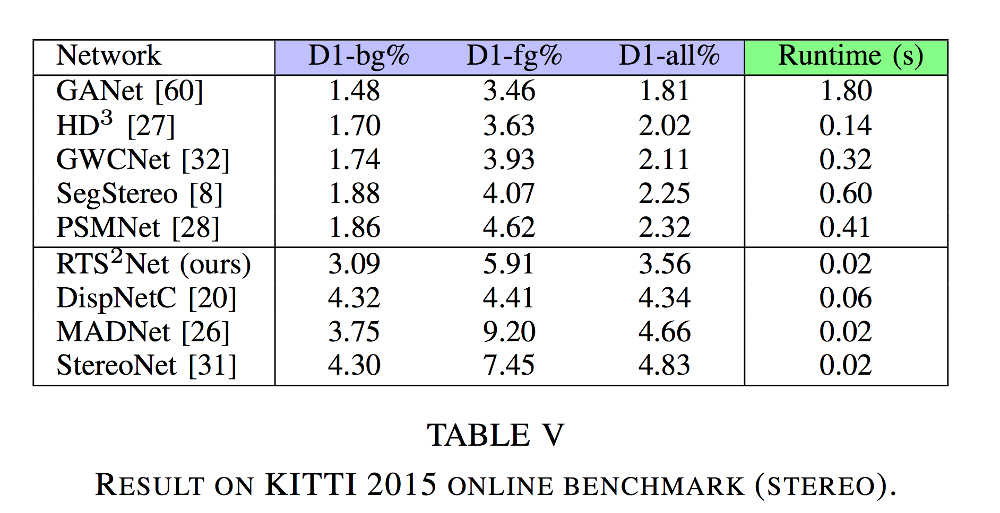 Network D1-bg% D1-fg% D1-all% Runtime (s)
GANet [60] 1.48 3.46 1.81 1.80
HD³ [27] 1.70 3.63 2.02 0.14
GWCNet [32] 1.74 3.93 2.11 0.32
SegStereo [8] 1.88 4.07 2.25 0.60
PSMNet [28] 1.86 4.62 2.32 0.41
RTS²Net (ours) 3.09 5.91 3.56 0.02
DispNetC [20] 4.32 4.41 4.34 0.06
MADNet [26] 3.75 9.20 4.66 0.02
StereoNet [31] 4.30 7.45 4.83 0.02
TABLE V
RESULT ON KITTI 2015 ONLINE BENCHMARK (STEREO).